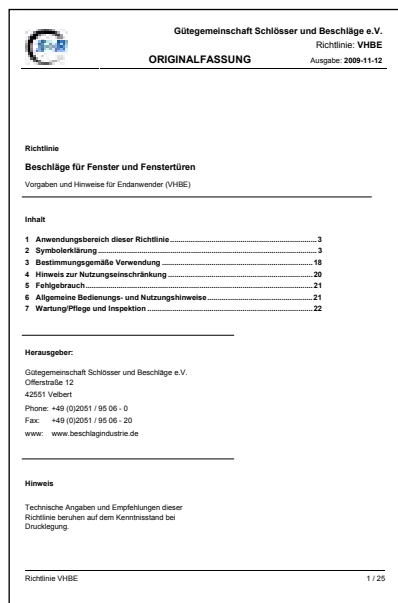 Gütegemeinschaft Schlösser und Beschläge e.V.
Richtlinie: VHBE
ORIGINALFASSUNG Ausgabe: 2009-11-12
Richtlinie
Beschläge für Fenster und Fenstertüren
Vorgaben und Hinweise für Endanwender (VHBE)
Inhalt
1 Anwendungsbereich dieser Richtlinie 3
2 Symbolerklärung 3
3 Bestimmungsgemäße Verwendung 18
4 Hinweis zur Nutzungseinschränkung 20
5 Fehlgebrauch 21
6 Allgemeine Bedienungs- und Nutzungshinweise 21
7 Wartung/Pflege und Inspektion 22
Herausgeber:
Gütegemeinschaft Schlösser und Beschläge e.V.
Offerstraße 12
42551 Velbert
Phone: +49 (0)2051 / 95 06 - 0
Fax: +49 (0)2051 / 95 06 - 20
www: www.beschlagindustrie.de
Hinweis
Technische Angaben und Empfehlungen dieser
Richtlinie beruhen auf dem Kenntnisstand bei
Drucklegung.
Richtlinie VHBE 1 / 25